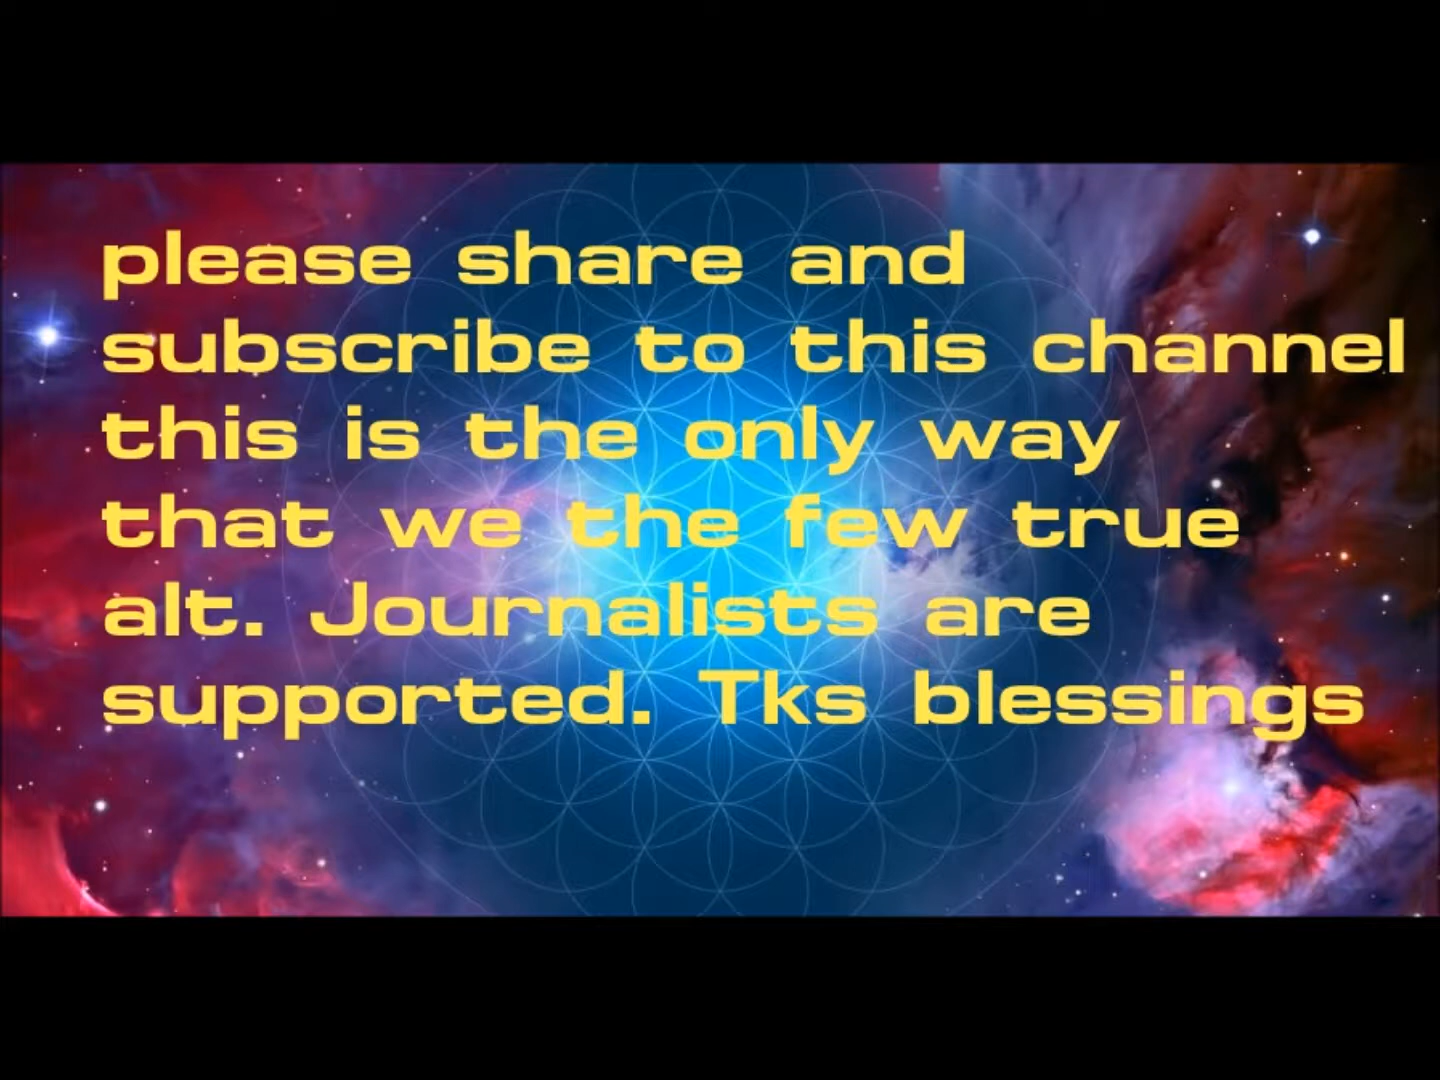 please share and
subscribe to this channel
this is the only way
that we the few true
alt. Journalists are
supported. Tks blessings